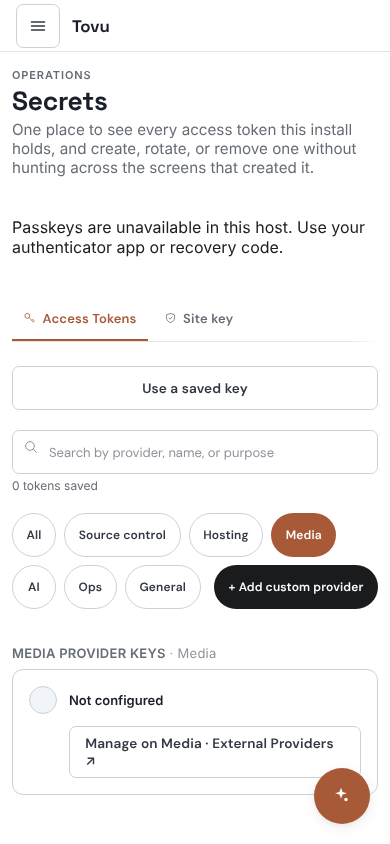 Tovu
OPERATIONS
Secrets
One place to see every access token this install
holds, and create, rotate, or remove one without
hunting across the screens that created it.
Passkeys are unavailable in this host. Use your
authenticator app or recovery code.
Access Tokens
Site key
Use a saved key
Search by provider, name, or purpose
0 tokens saved
All
Source control
Hosting
Media
AI
Ops
General
+ Add custom provider
MEDIA PROVIDER KEYS · Media
Not configured
Manage on Media · External Providers
↗